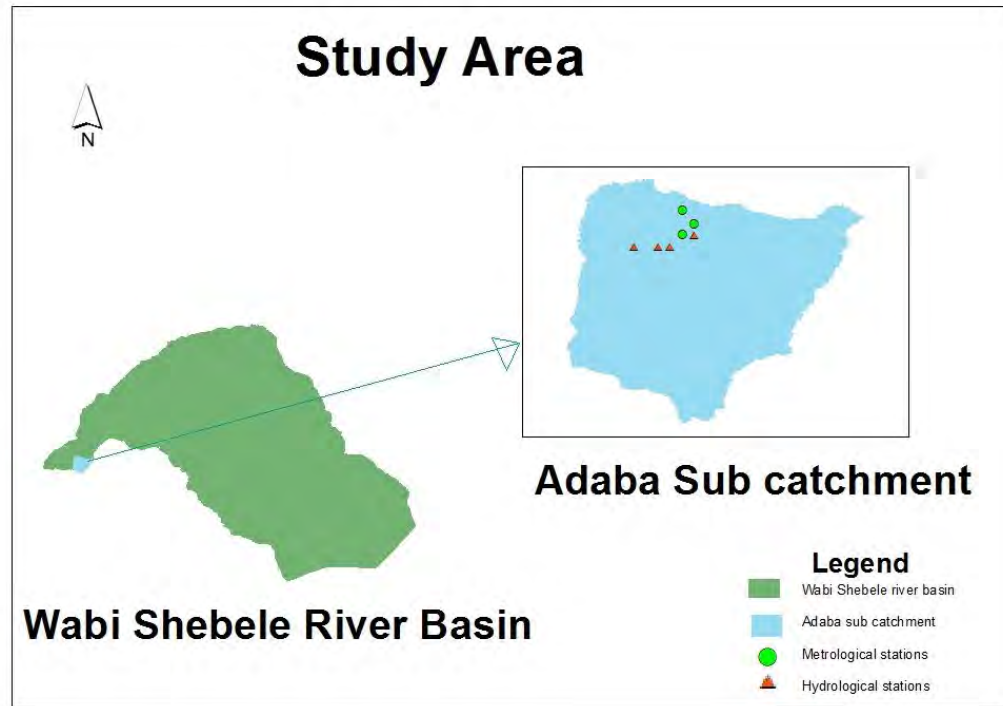 Study Area
N
Adaba Sub catchment
Wabi Shebele River Basin
Legend
Wabi Shebele river basin
Adaba sub catchment
Metrological stations
Hydrological stations